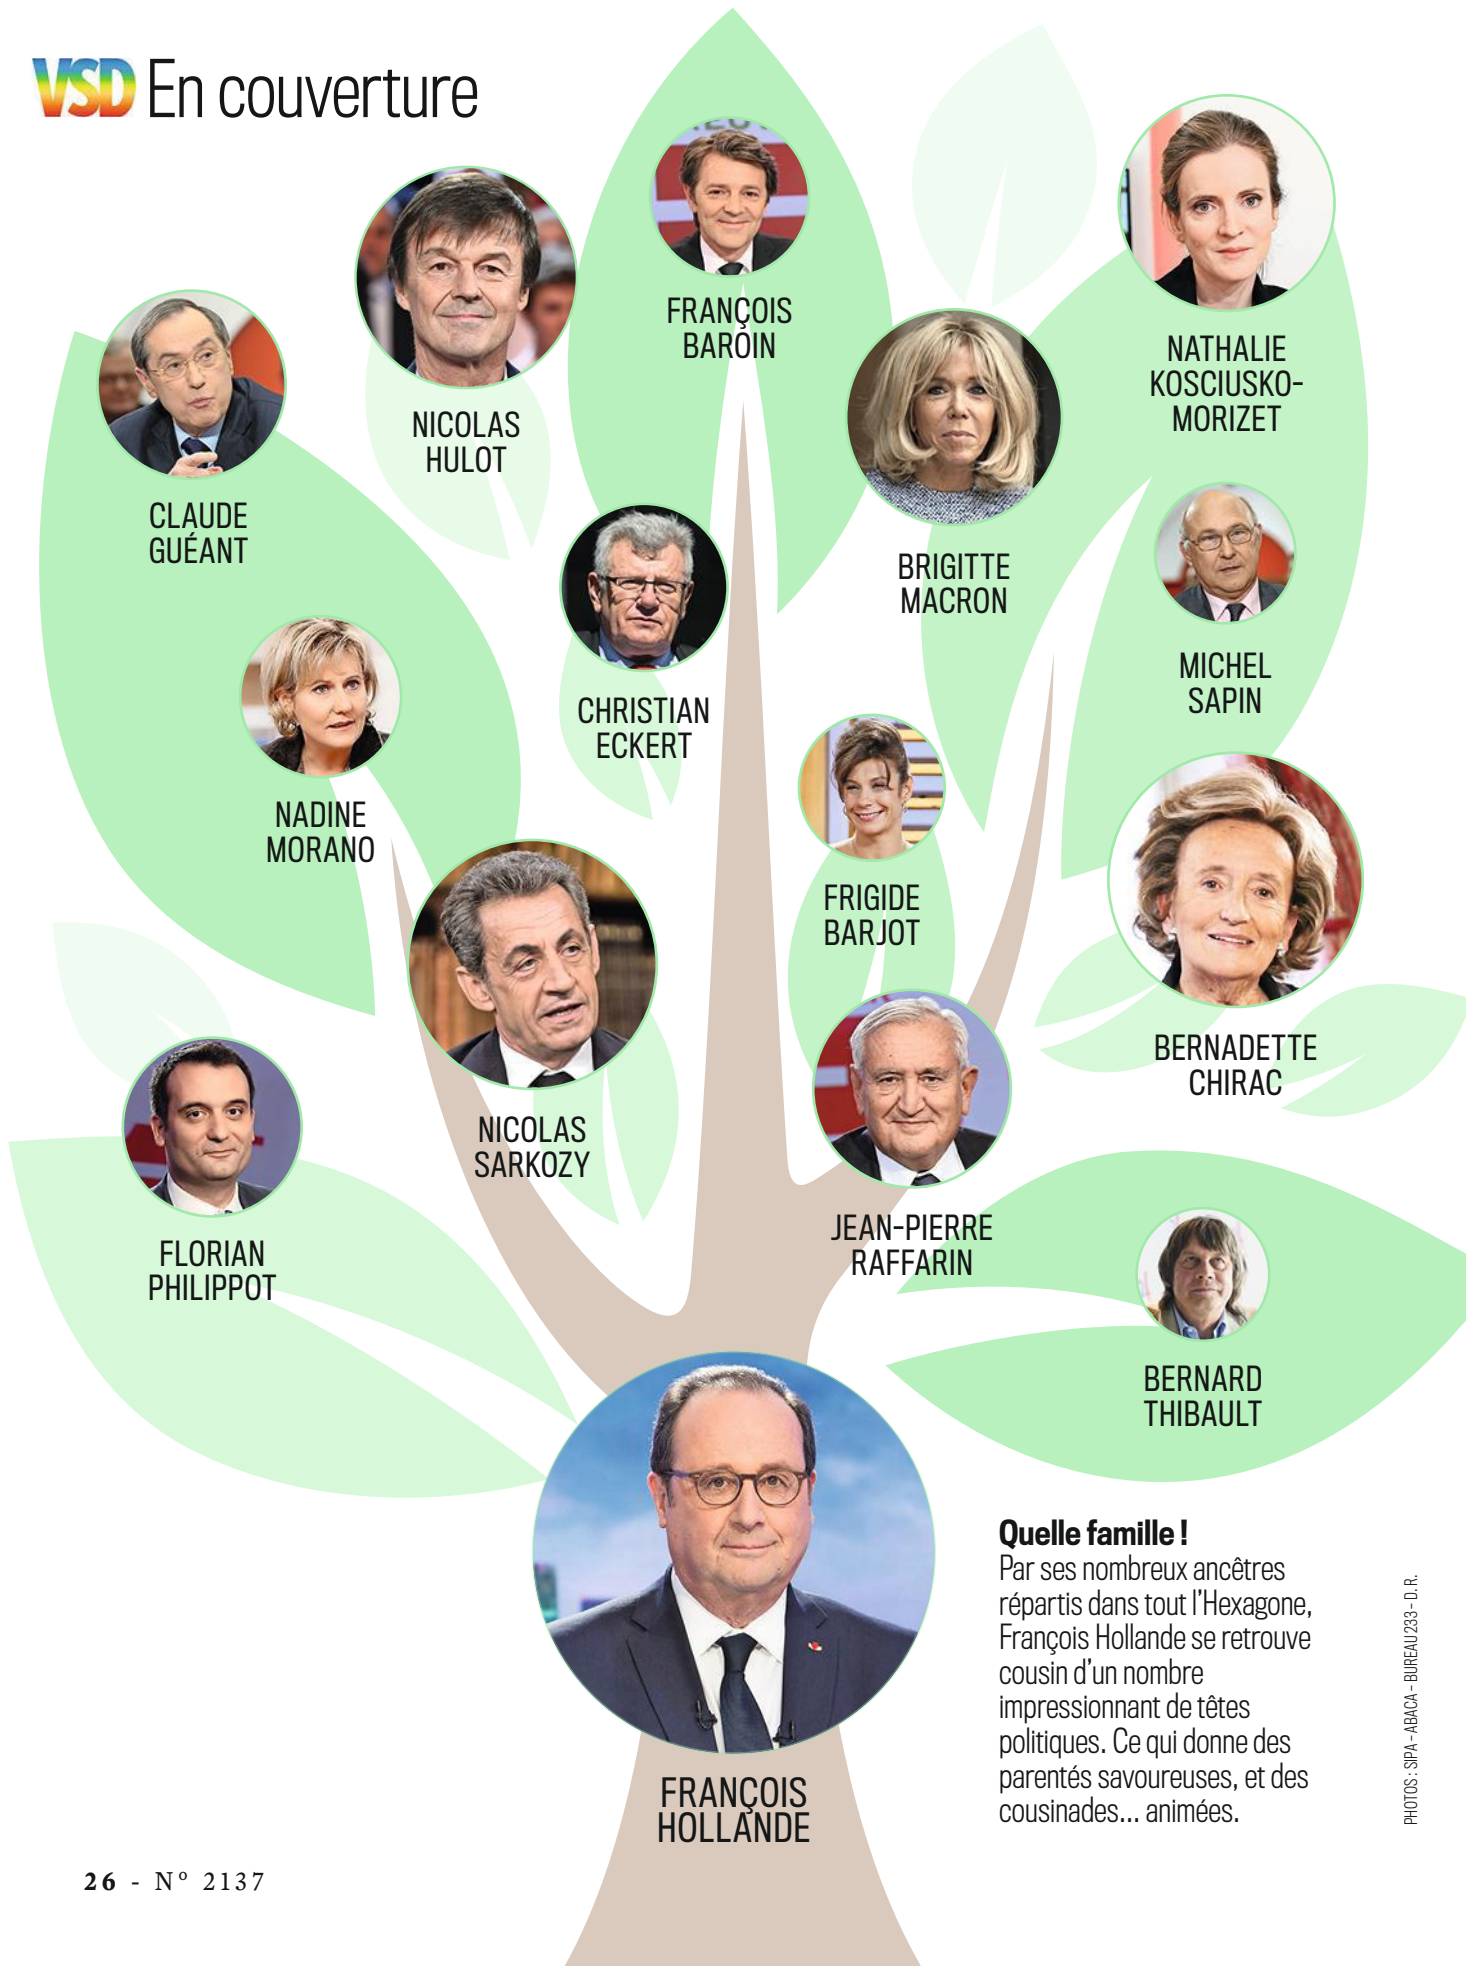 VSD En couverture
FRANÇOIS
BAROIN
NATHALIE
KOSCIUSKO-
MORIZET
NICOLAS
HULOT
CLAUDE
GUÉANT
BRIGITTE
MACRON
MICHEL
SAPIN
CHRISTIAN
ECKERT
NADINE
MORANO
FRIGIDE
BARJOT
BERNADETTE
CHIRAC
NICOLAS
SARKOZY
JEAN-PIERRE
RAFFARIN
FLORIAN
PHILIPPOT
BERNARD
THIBAULT
FRANÇOIS
HOLLANDE
Quelle famille !
Par ses nombreux ancêtres
répartis dans tout l'Hexagone,
François Hollande se retrouve
cousin d'un nombre
impressionnant de têtes
politiques. Ce qui donne des
parentés savoureuses, et des
cousinades... animées.
PHOTOS : SIPA – ABACA – BUREAU 233 – D. R.
26 - Nº 2137